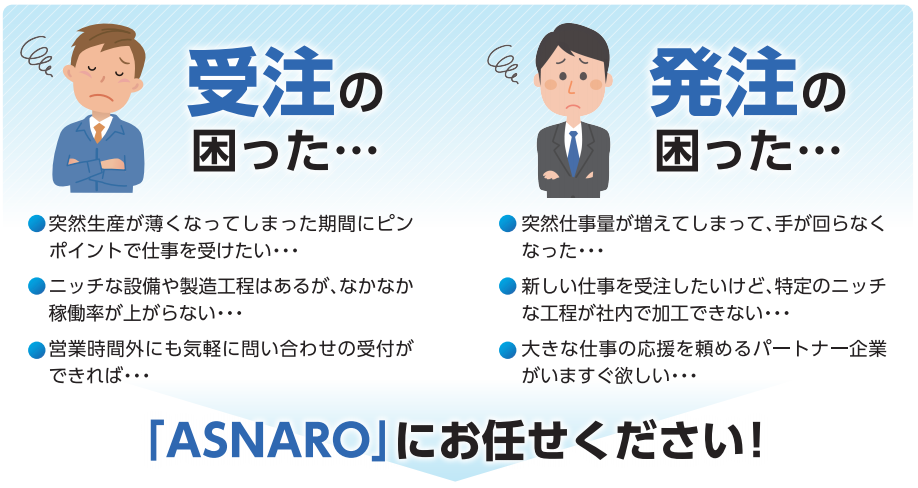 受注の
困った…
●突然生産が薄くなってしまった期間にピン
ポイントで仕事を受けたい・・・
●ニッチな設備や製造工程はあるが、なかなか
稼働率が上がらない・・・
●営業時間外にも気軽に問い合わせの受付が
できれば・・・
発注の
困った…
●突然仕事量が増えてしまって、手が回らなく
なった・・・
●新しい仕事を受注したいけど、特定のニッチ
な工程が社内で加工できない・・・
●大きな仕事の応援を頼めるパートナー企業
がいますぐ欲しい・・・
「ASNARO」にお任せください！